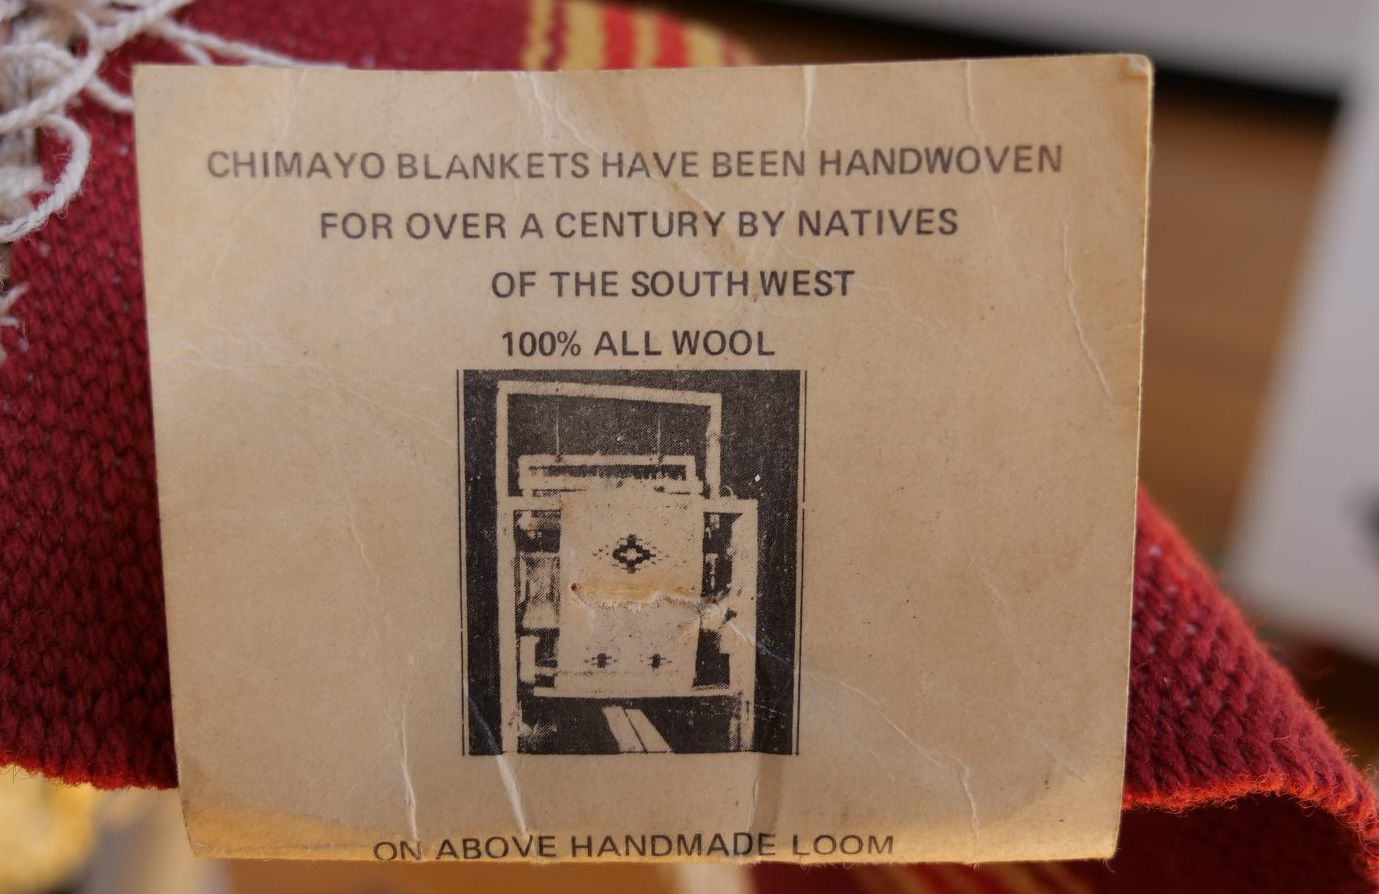 CHIMAYO BLANKETS HAVE BEEN HANDWOVEN
FOR OVER A CENTURY BY NATIVES
OF THE SOUTH WEST
100% ALL WOOL
ON ABOVE HANDMADE LOOM